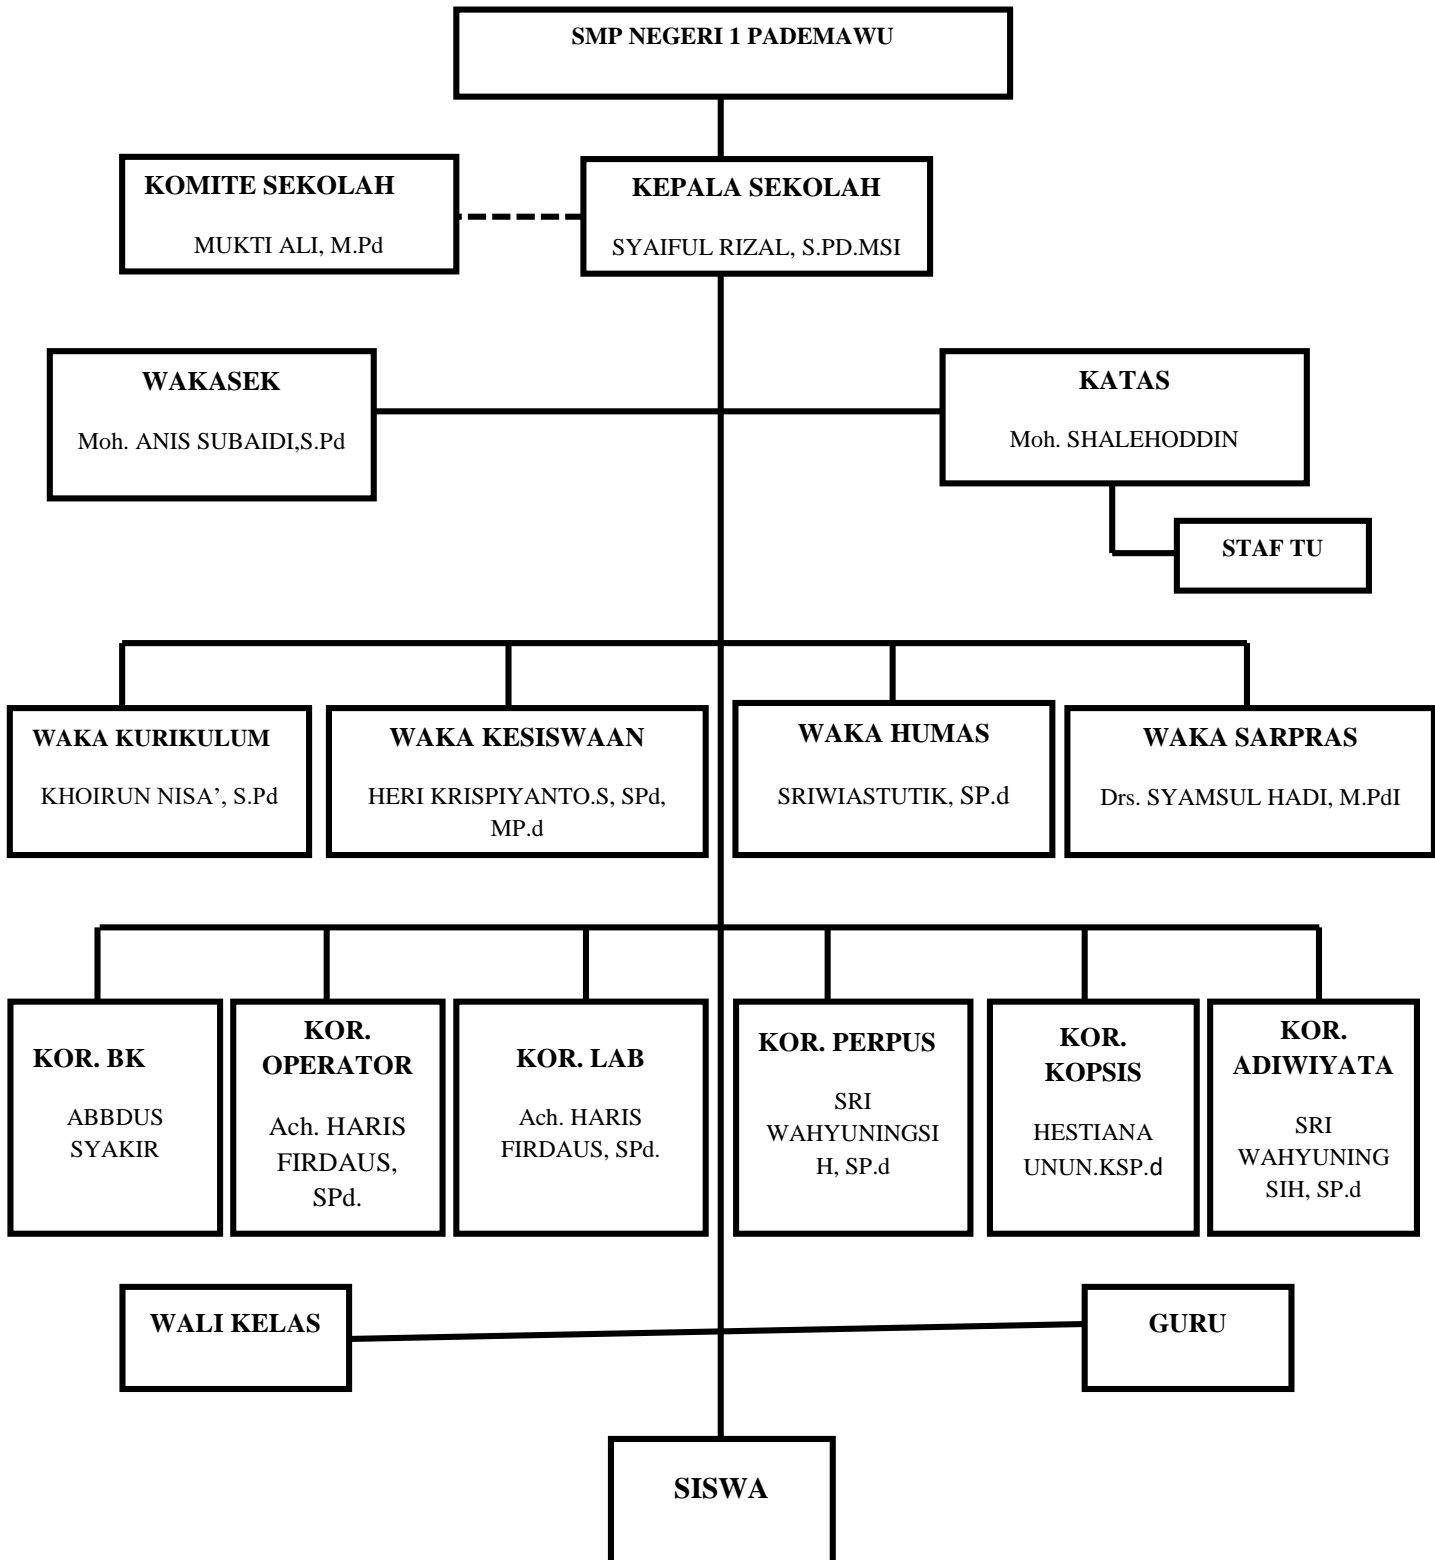 SMP NEGERI 1 PADEMAWU
KOMITE SEKOLAH
MUKTI ALI, M.Pd
KEPALA SEKOLAH
SYAIFUL RIZAL, S.PD.MSI
WAKASEK
Moh. ANIS SUBAIDI,S.Pd
KATAS
Moh. SHALEHODDIN
STAF TU
WAKA KURIKULUM
KHOIRUN NISA’, S.Pd
WAKA KESISWAAN
HERI KRISPIYANTO.S, SPd,
MP.d
WAKA HUMAS
SRIWIASTUTIK, SP.d
WAKA SARPRAS
Drs. SYAMSUL HADI, M.PdI
KOR. BK
ABBDUS
SYAKIR
KOR.
OPERATOR
Ach. HARIS
FIRDAUS,
SPd.
KOR. LAB
Ach. HARIS
FIRDAUS, SPd.
KOR. PERPUS
SRI
WAHYUNINGSI
H, SP.d
KOR.
KOPSIS
HESTIANA
UNUN.KSP.d
KOR.
ADIWIYATA
SRI
WAHYUNING
SIH, SP.d
WALI KELAS
GURU
SISWA